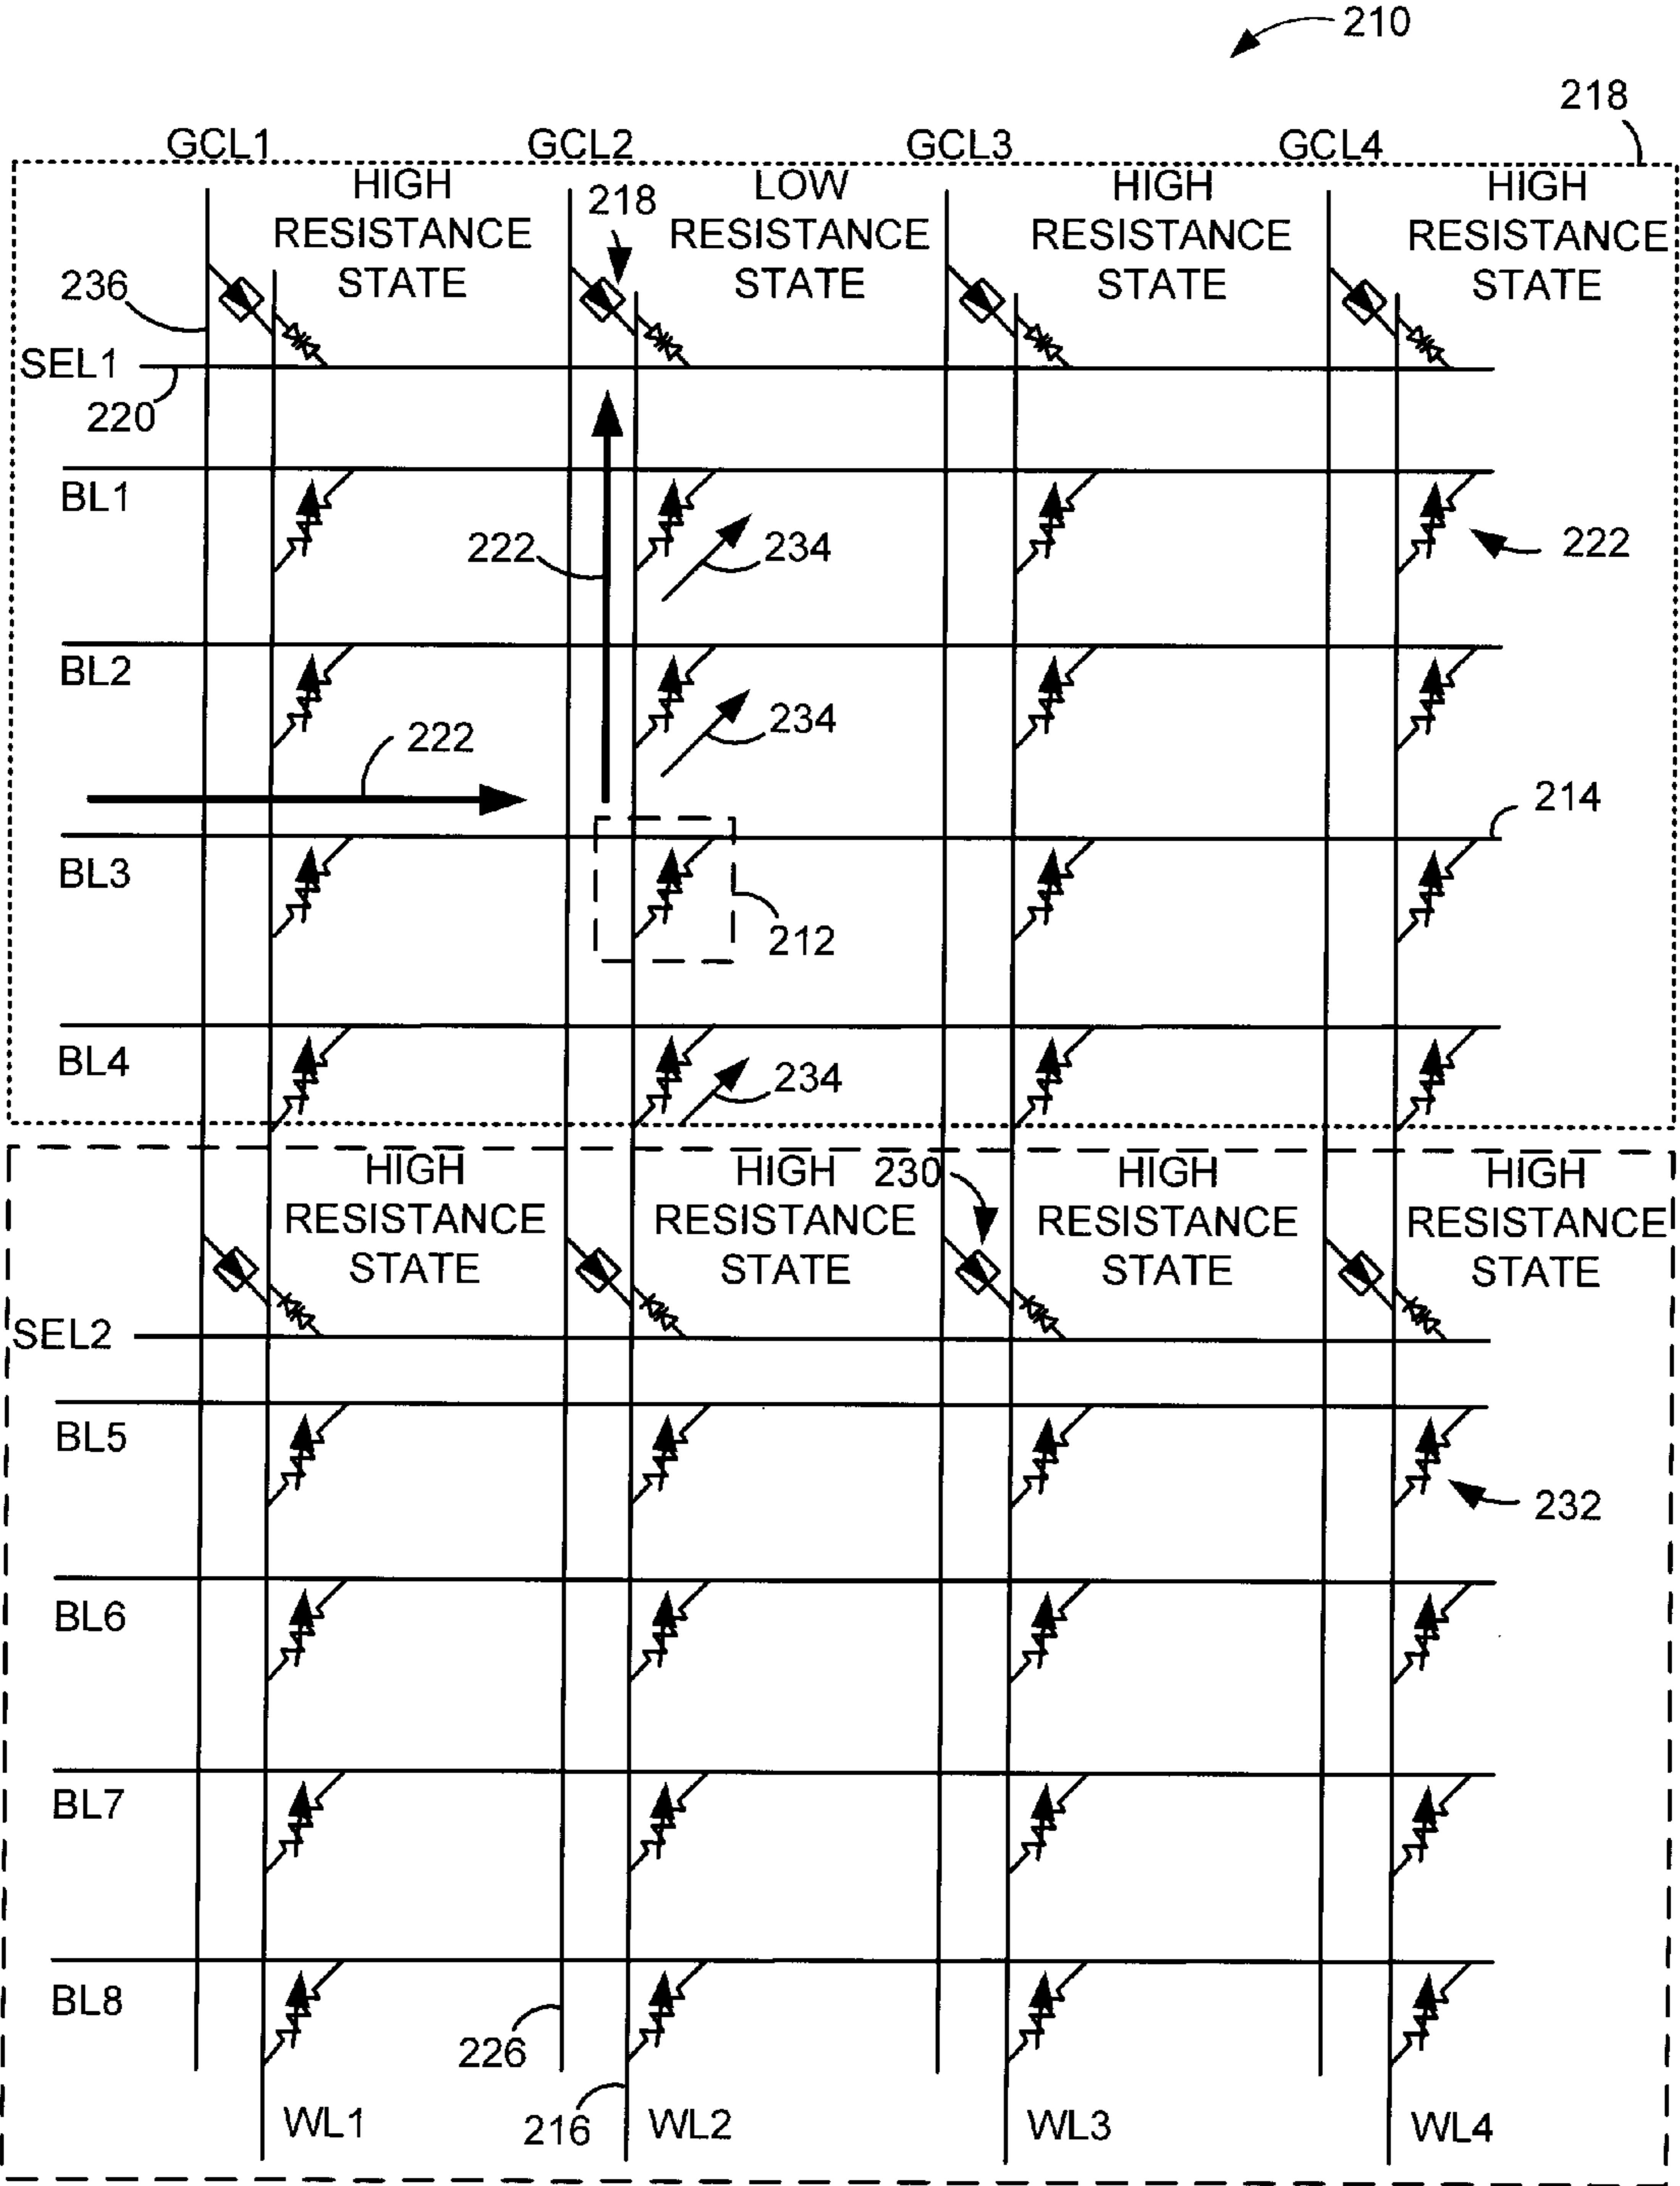 210
218
GCL1 GCL2 GCL3 GCL4
HIGH RESISTANCE STATE
218
LOW RESISTANCE STATE
HIGH RESISTANCE STATE
HIGH RESISTANCE STATE
236
SEL1
220
BL1
222
234
222
BL2
234
222
214
BL3
212
BL4
234
HIGH RESISTANCE STATE
HIGH RESISTANCE STATE
230
HIGH RESISTANCE STATE
HIGH RESISTANCE STATE
SEL2
BL5
232
BL6
BL7
BL8
226
216
WL1 WL2 WL3 WL4